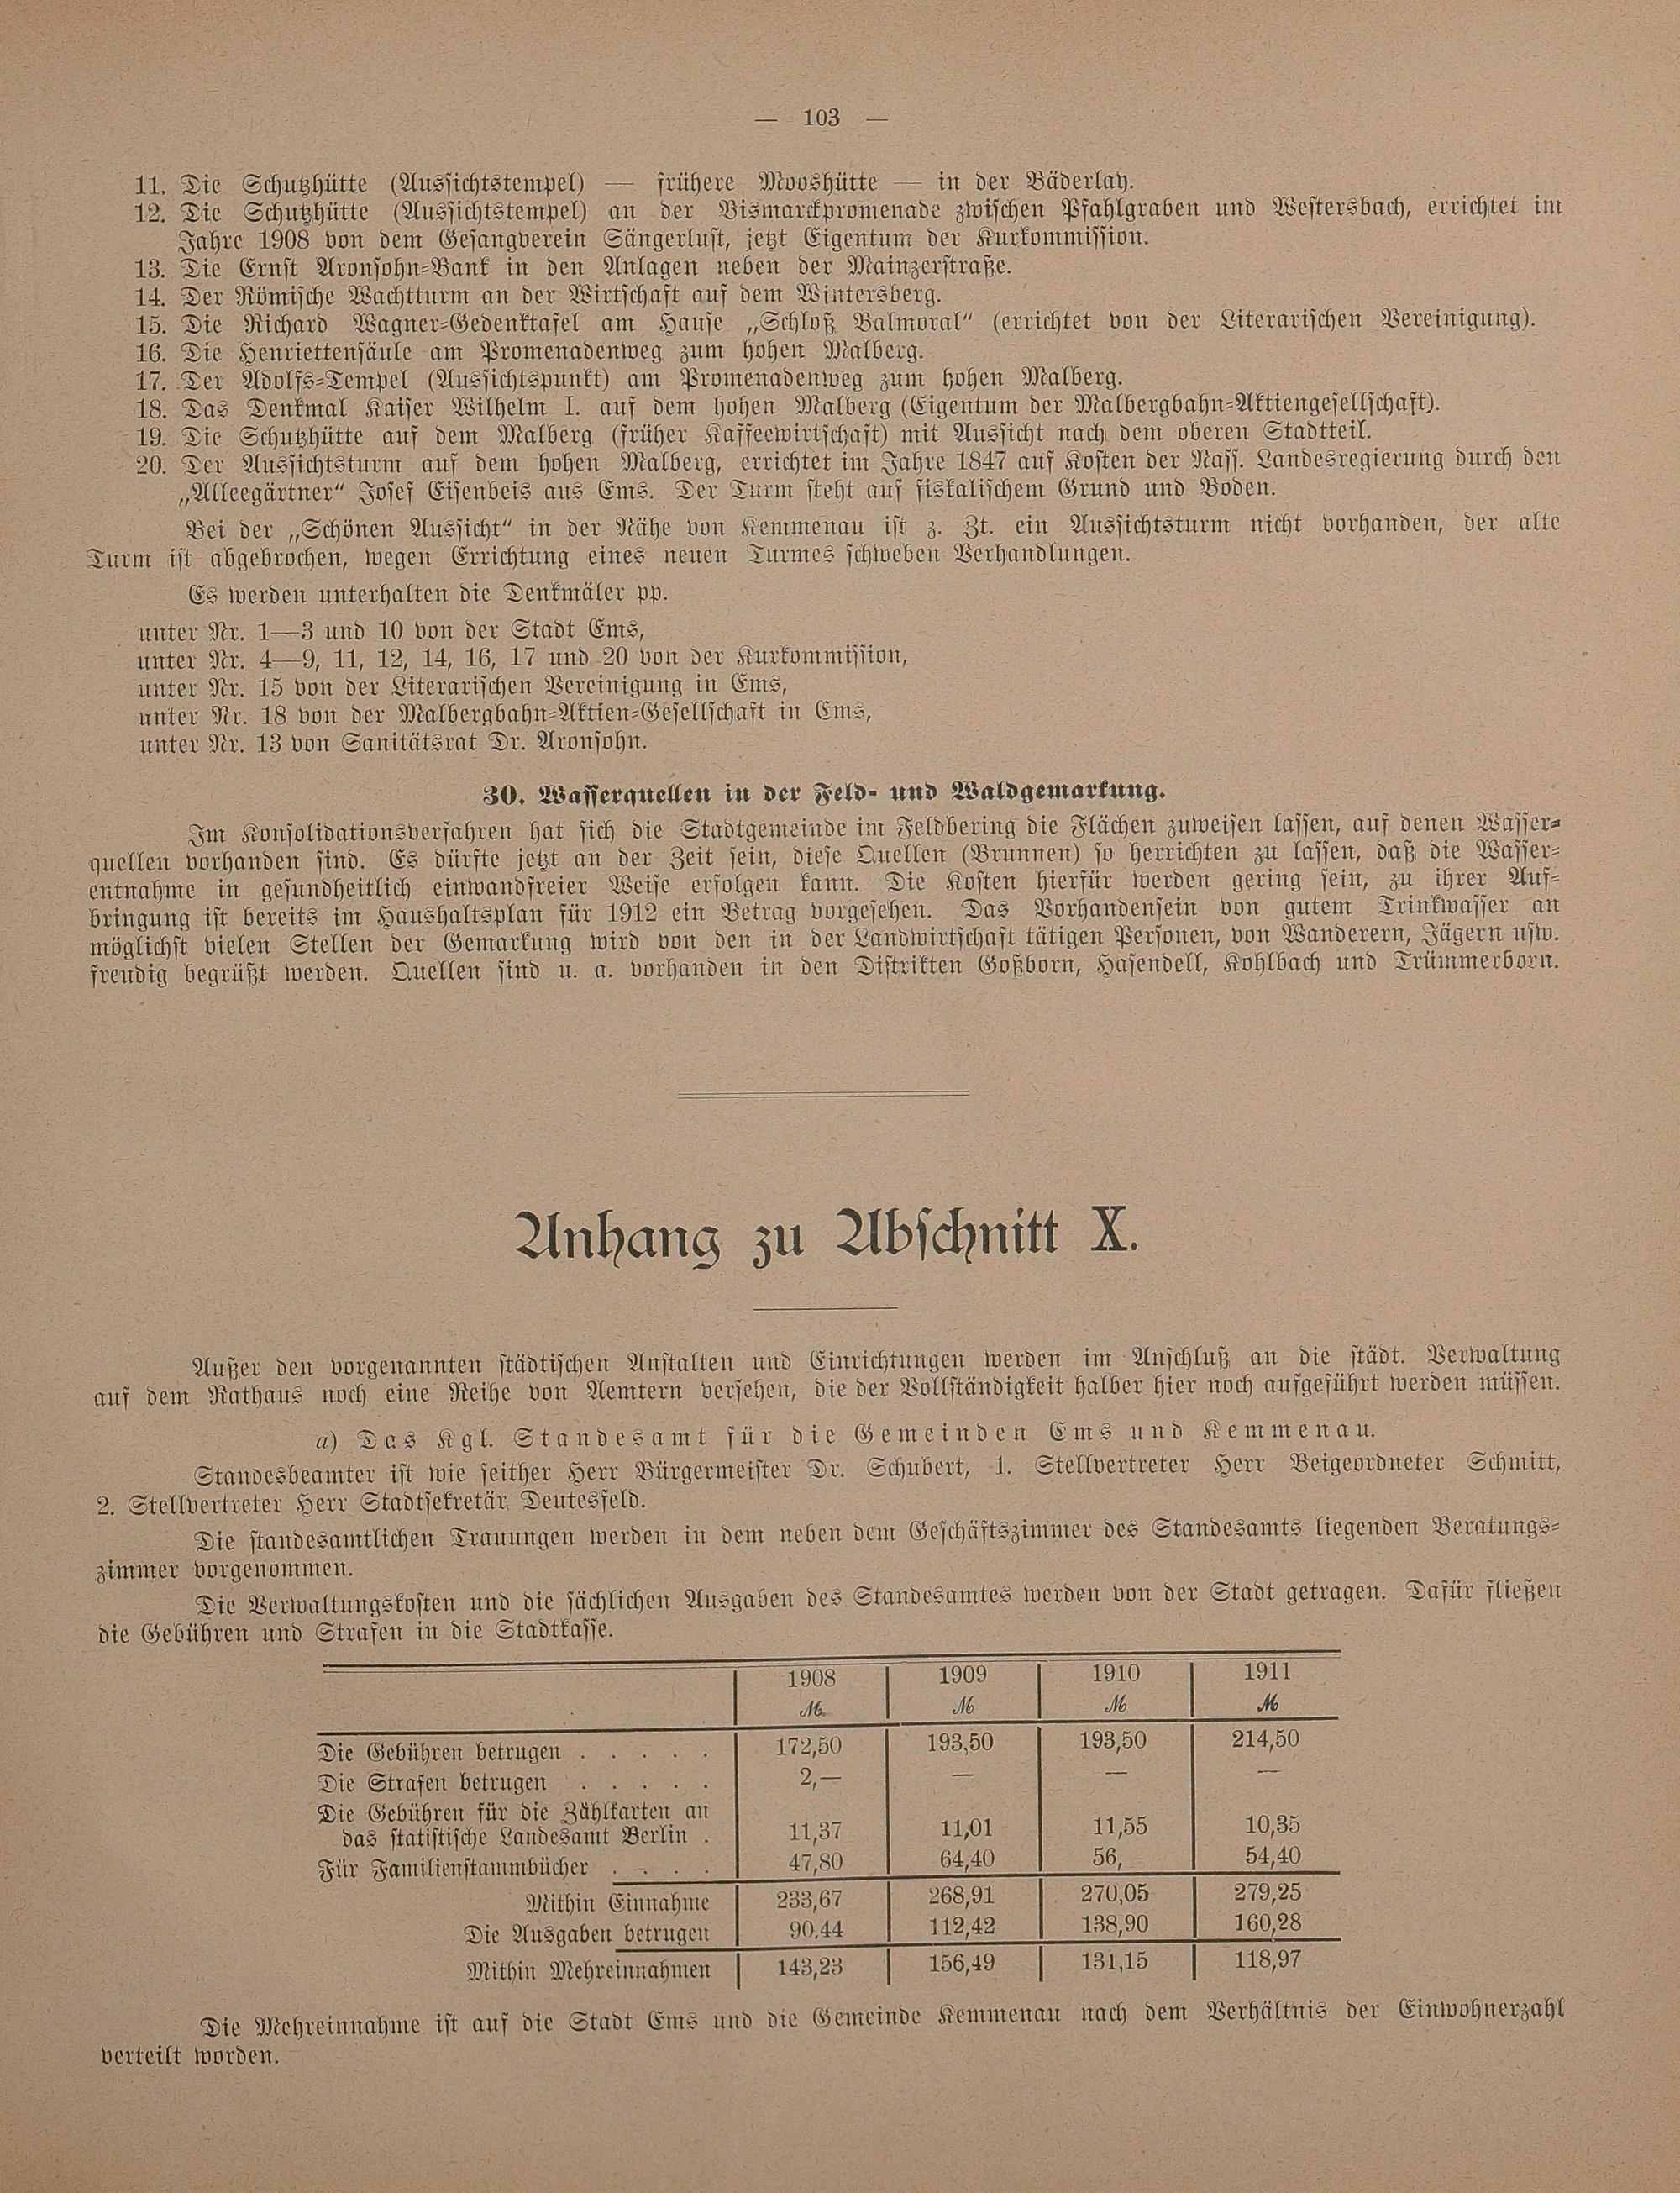 — 103 —
11. Die Schutzhütte (Aussichtstempel) — frühere Mooshütte — in der Bäderlay.
12. Die Schutzhütte (Aussichtstempel) an der Bismarckpromenade zwischen Pfahlgraben und Westersbach, errichtet im
Jahre 1908 von dem Gesangverein Sängerlust, jetzt Eigentum der Kurkommission.
13. Die Ernst Aronsohn-Bank in den Anlagen neben der Mainzerstraße.
14. Der Römische Wachtturm an der Wirtschaft auf dem Wintersberg.
15. Die Richard Wagner-Gedenktafel am Hause „Schloß Balmoral“ (errichtet von der Literarischen Vereinigung).
16. Die Henriettensäule am Promenadenweg zum hohen Malberg.
17. Der Adolfs-Tempel (Aussichtspunkt) am Promenadenweg zum hohen Malberg.
18. Das Denkmal Kaiser Wilhelm I. auf dem hohen Malberg (Eigentum der Malbergbahn-Aktiengesellschaft).
19. Die Schutzhütte auf dem Malberg (früher Kaffeewirtschaft) mit Aussicht nach dem oberen Stadtteil.
20. Der Aussichtsturm auf dem hohen Malberg, errichtet im Jahre 1847 auf Kosten der Nass. Landesregierung durch den
„Alleegärtner“ Josef Eisenbeis aus Ems. Der Turm steht auf fiskalischem Grund und Boden.
Bei der „Schönen Aussicht“ in der Nähe von Kemmenau ist z. Zt. ein Aussichtsturm nicht vorhanden, der alte
Turm ist abgebrochen, wegen Errichtung eines neuen Turmes schweben Verhandlungen.
Es werden unterhalten die Denkmäler pp.
unter Nr. 1—3 und 10 von der Stadt Ems,
unter Nr. 4—9, 11, 12, 14, 16, 17 und 20 von der Kurkommission,
unter Nr. 15 von der Literarischen Vereinigung in Ems,
unter Nr. 18 von der Malbergbahn-Aktien-Gesellschaft in Ems,
unter Nr. 13 von Sanitätsrat Dr. Aronsohn.
30. Wasserquellen in der Feld- und Waldgemarkung.
Im Konsolidationsverfahren hat sich die Stadtgemeinde im Feldbering die Flächen zuweisen lassen, auf denen Wasser-
quellen vorhanden sind. Es dürfte jetzt an der Zeit sein, diese Quellen (Brunnen) so herrichten zu lassen, daß die Wasser-
entnahme in gesundheitlich einwandfreier Weise erfolgen kann. Die Kosten hierfür werden gering sein, zu ihrer Auf-
bringung ist bereits im Haushaltsplan für 1912 ein Betrag vorgesehen. Das Vorhandensein von gutem Trinkwasser an
möglichst vielen Stellen der Gemarkung wird von den in der Landwirtschaft tätigen Personen, von Wanderern, Jägern usw.
freudig begrüßt werden. Quellen sind u. a. vorhanden in den Distrikten Goßborn, Hasendell, Kohlbach und Trümmerborn.
Anhang zu Abschnitt X.
Außer den vorgenannten städtischen Anstalten und Einrichtungen werden im Anschluß an die städt. Verwaltung
auf dem Rathaus noch eine Reihe von Aemtern versehen, die der Vollständigkeit halber hier noch aufgeführt werden müssen.
a) Das Kgl. Standesamt für die Gemeinden Ems und Kemmenau.
Standesbeamter ist wie seither Herr Bürgermeister Dr. Schubert, 1. Stellvertreter Herr Beigeordneter Schmitt,
2. Stellvertreter Herr Stadtsekretär Deutesfeld.
Die standesamtlichen Trauungen werden in dem neben dem Geschäftszimmer des Standesamts liegenden Beratungs-
zimmer vorgenommen.
Die Verwaltungskosten und die sächlichen Ausgaben des Standesamtes werden von der Stadt getragen. Dafür fließen
die Gebühren und Strafen in die Stadtkasse.
1908 1909 1910 1911
ℳ ℳ ℳ ℳ
Die Gebühren betrugen . . . . . 172,50 193,50 193,50 214,50
Die Strafen betrugen . . . . . 2,— — — —
Die Gebühren für die Zählkarten an
das statistische Landesamt Berlin . 11,37 11,01 11,55 10,35
Für Familienstammbücher . . . . 47,80 64,40 56, 54,40
Mithin Einnahme 233,67 268,91 270,05 279,25
Die Ausgaben betrugen 90,44 112,42 138,90 160,28
Mithin Mehreinnahmen 143,23 156,49 131,15 118,97
Die Mehreinnahme ist auf die Stadt Ems und die Gemeinde Kemmenau nach dem Verhältnis der Einwohnerzahl
verteilt worden.